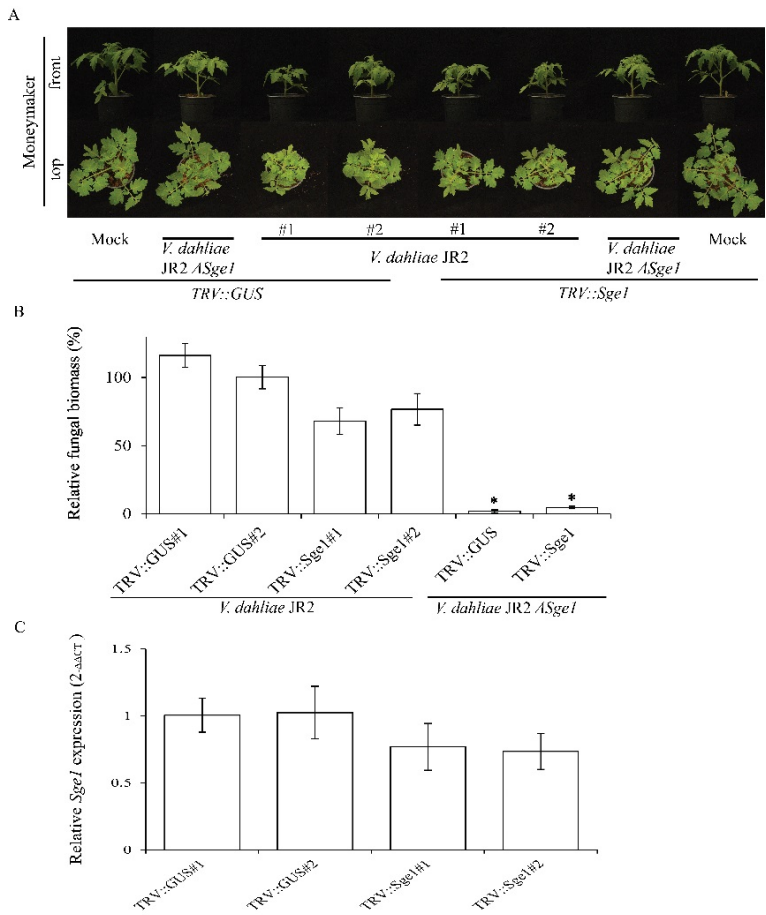 A
Moneymaker
front
top
#1 #2 #1 #2
Mock V. dahliae V. dahliae JR2 V. dahliae Mock
JR2 ΔSge1 JR2 ΔSge1
TRV::GUS TRV::Sge1
B
Relative fungal biomass (%)
100
50
0
* *
TRV::GUS#1 TRV::GUS#2 TRV::Sge1#1 TRV::Sge1#2 TRV::GUS TRV::Sge1
V. dahliae JR2 V. dahliae JR2 ΔSge1
C
Relative Sge1 expression (2-ΔΔCT)
1.5
1
0.5
0
TRV::GUS#1 TRV::GUS#2 TRV::Sge1#1 TRV::Sge1#2